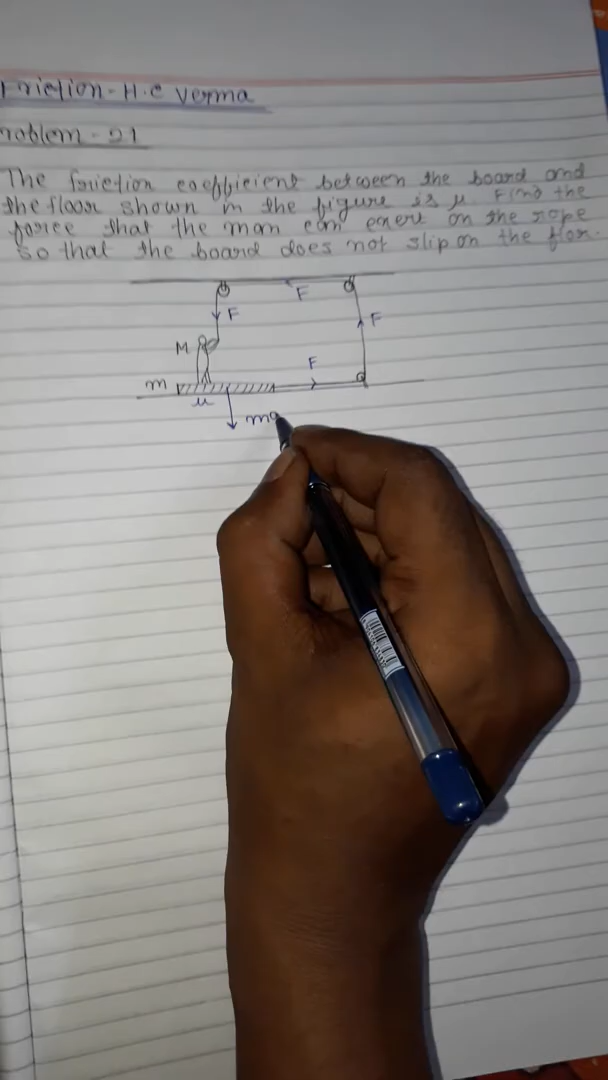 Friction - H.C Verma
roblem - 21
The friction coefficient between the board and
the floor shown in the figure is μ. Find the
force that the man can exert on the rope
so that the board does not slip on the flor.
F
F
F
M
F
m
μ
mg